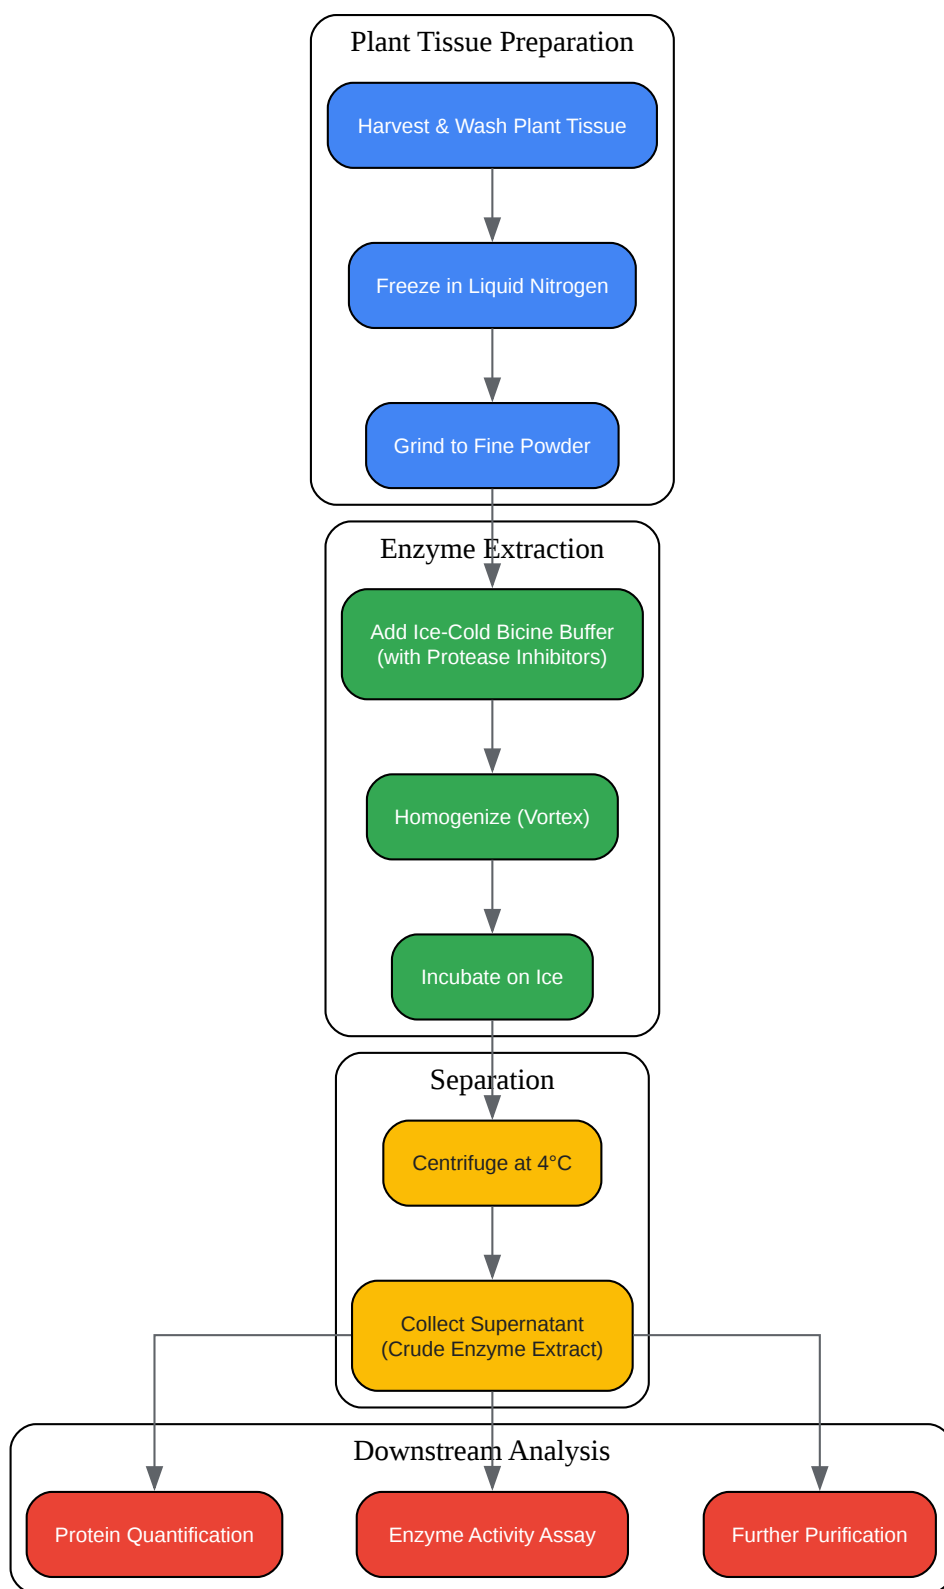 Plant Tissue Preparation
Harvest & Wash Plant Tissue
Freeze in Liquid Nitrogen
Grind to Fine Powder
Enzyme Extraction
Add Ice-Cold Bicine Buffer
(with Protease Inhibitors)
Homogenize (Vortex)
Incubate on Ice
Separation
Centrifuge at 4°C
Collect Supernatant
(Crude Enzyme Extract)
Downstream Analysis
Protein Quantification
Enzyme Activity Assay
Further Purification